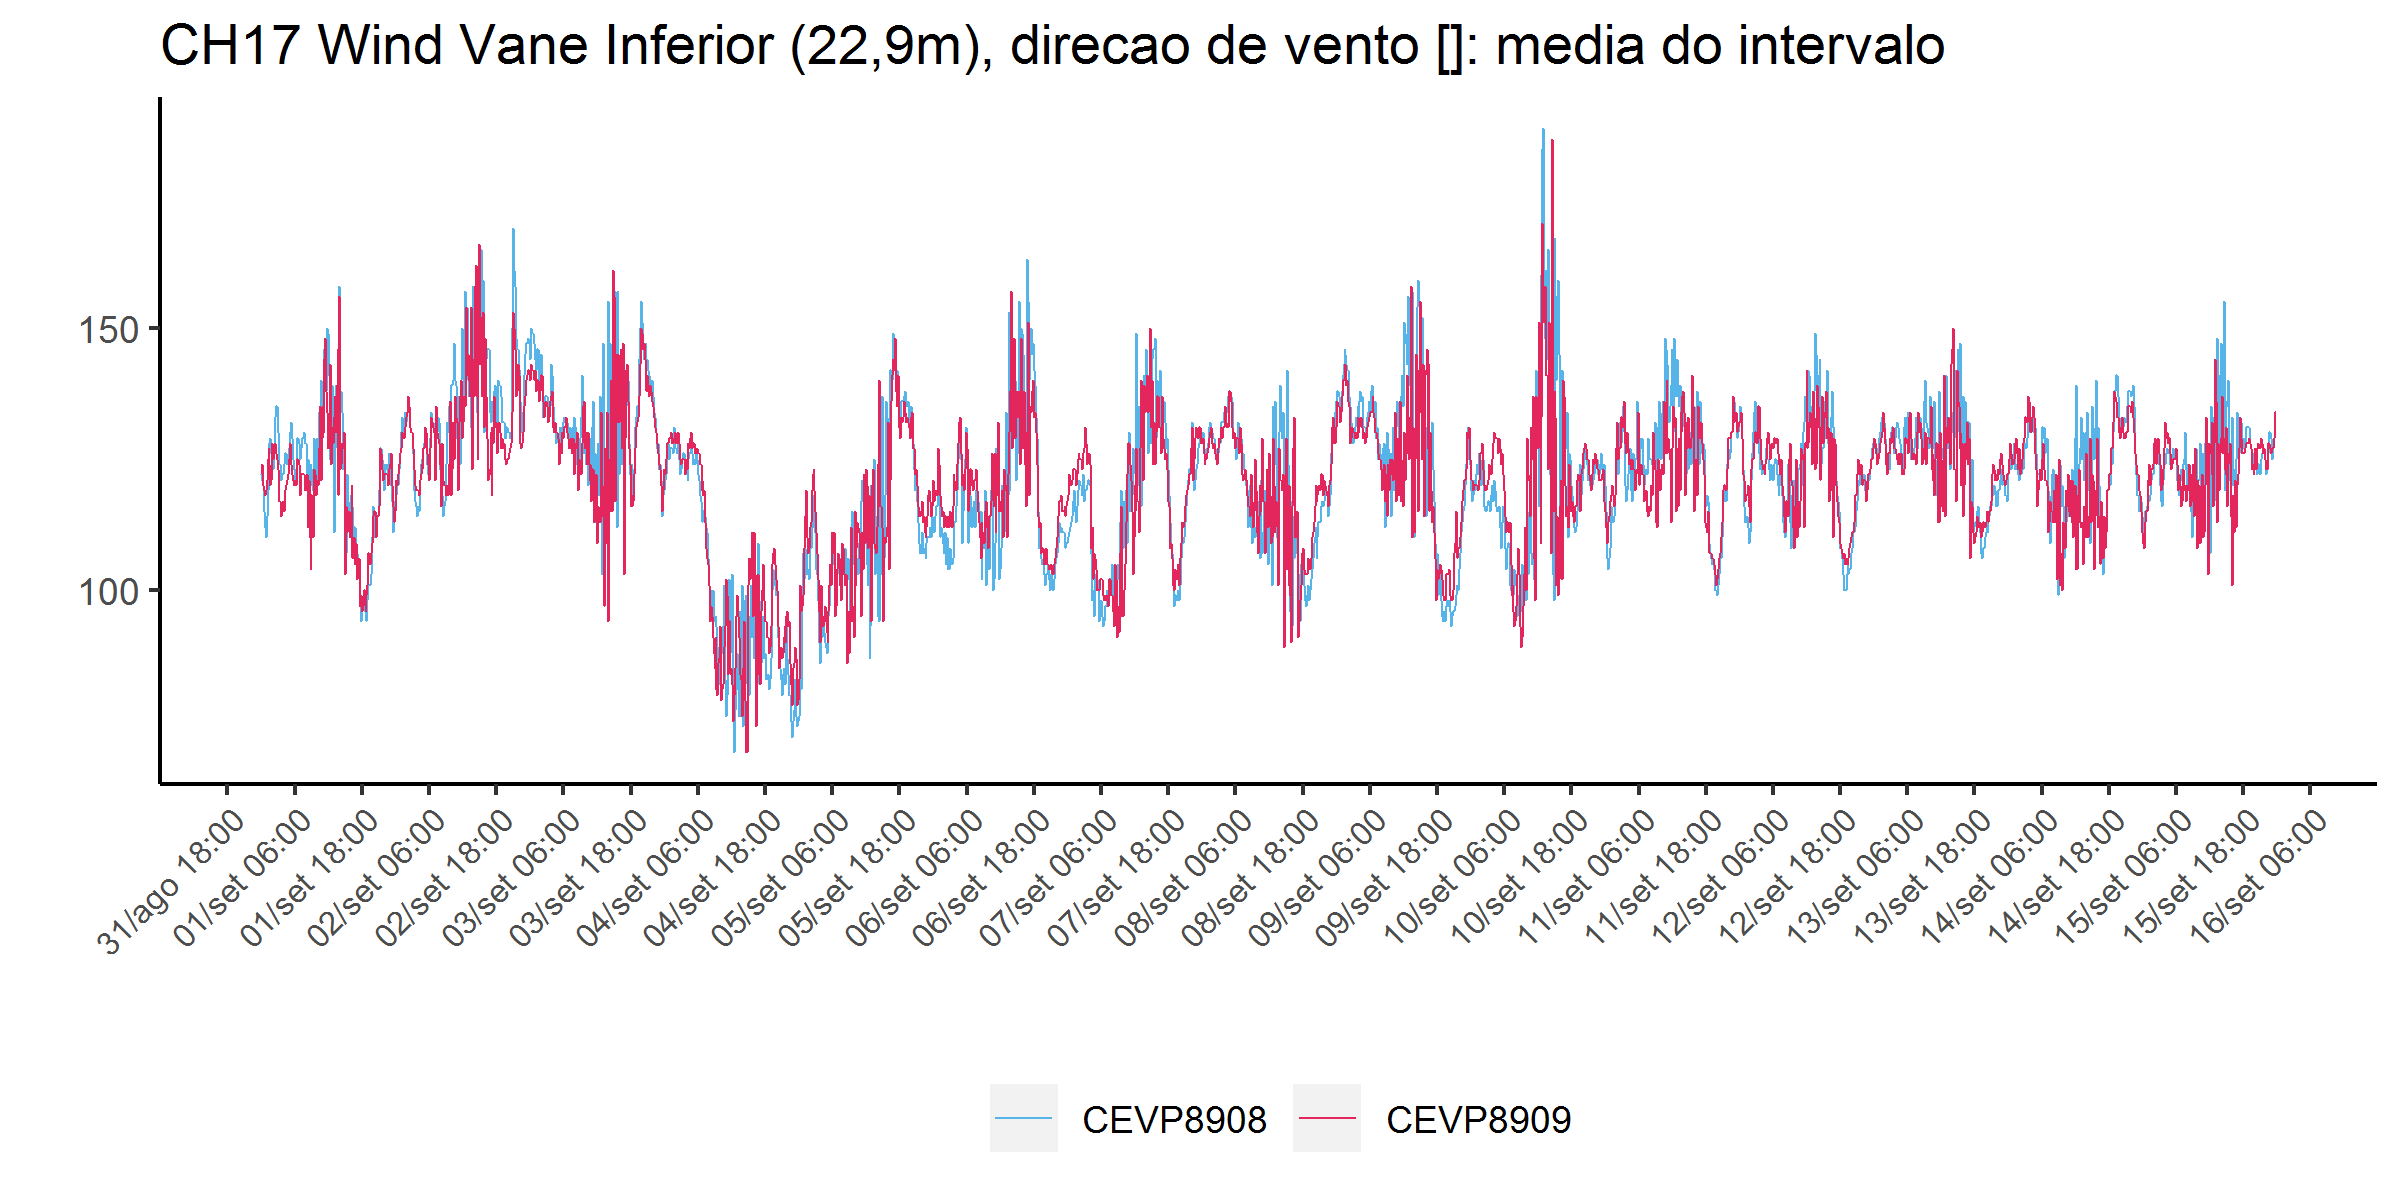 CH17 Wind Vane Inferior (22,9m), direcao de vento []: media do intervalo
150
100
31/ago 18:00
01/set 06:00
01/set 18:00
02/set 06:00
02/set 18:00
03/set 06:00
03/set 18:00
04/set 06:00
04/set 18:00
05/set 06:00
05/set 18:00
06/set 06:00
06/set 18:00
07/set 06:00
07/set 18:00
08/set 06:00
08/set 18:00
09/set 06:00
09/set 18:00
10/set 06:00
10/set 18:00
11/set 06:00
11/set 18:00
12/set 06:00
12/set 18:00
13/set 06:00
13/set 18:00
14/set 06:00
14/set 18:00
15/set 06:00
15/set 18:00
16/set 06:00
CEVP8908
CEVP8909